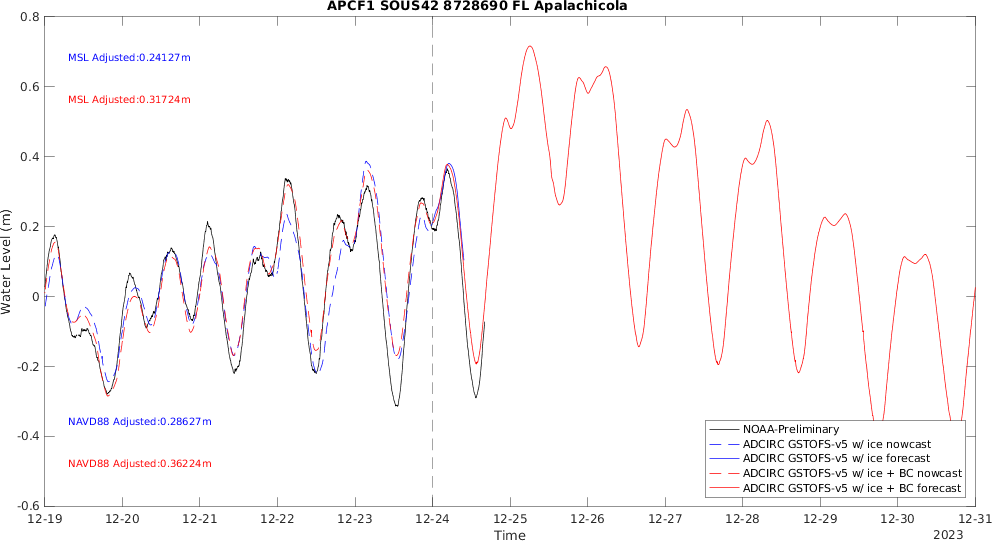 APCF1 SOUS42 8728690 FL Apalachicola
0.8
0.6
0.4
0.2
0
-0.2
-0.4
-0.6
Water Level (m)
MSL Adjusted:0.24127m
MSL Adjusted:0.31724m
NAVD88 Adjusted:0.28627m
NAVD88 Adjusted:0.36224m
NOAA-Preliminary
ADCIRC GSTOFS-v5 w/ ice nowcast
ADCIRC GSTOFS-v5 w/ ice forecast
ADCIRC GSTOFS-v5 w/ ice + BC nowcast
ADCIRC GSTOFS-v5 w/ ice + BC forecast
12-19 12-20 12-21 12-22 12-23 12-24 12-25 12-26 12-27 12-28 12-29 12-30 12-31
Time
2023